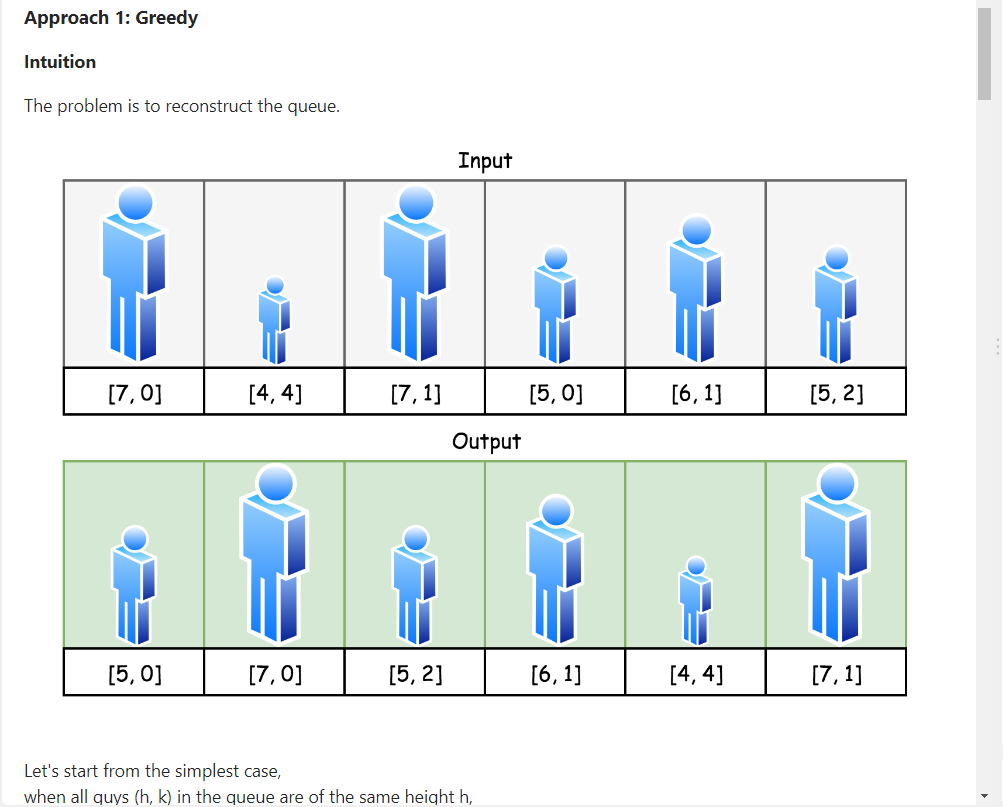 Approach 1: Greedy
Intuition
The problem is to reconstruct the queue.
Input
[7, 0] [4, 4] [7, 1] [5, 0] [6, 1] [5, 2]
Output
[5, 0] [7, 0] [5, 2] [6, 1] [4, 4] [7, 1]
Let's start from the simplest case,
when all guys (h, k) in the queue are of the same height h,